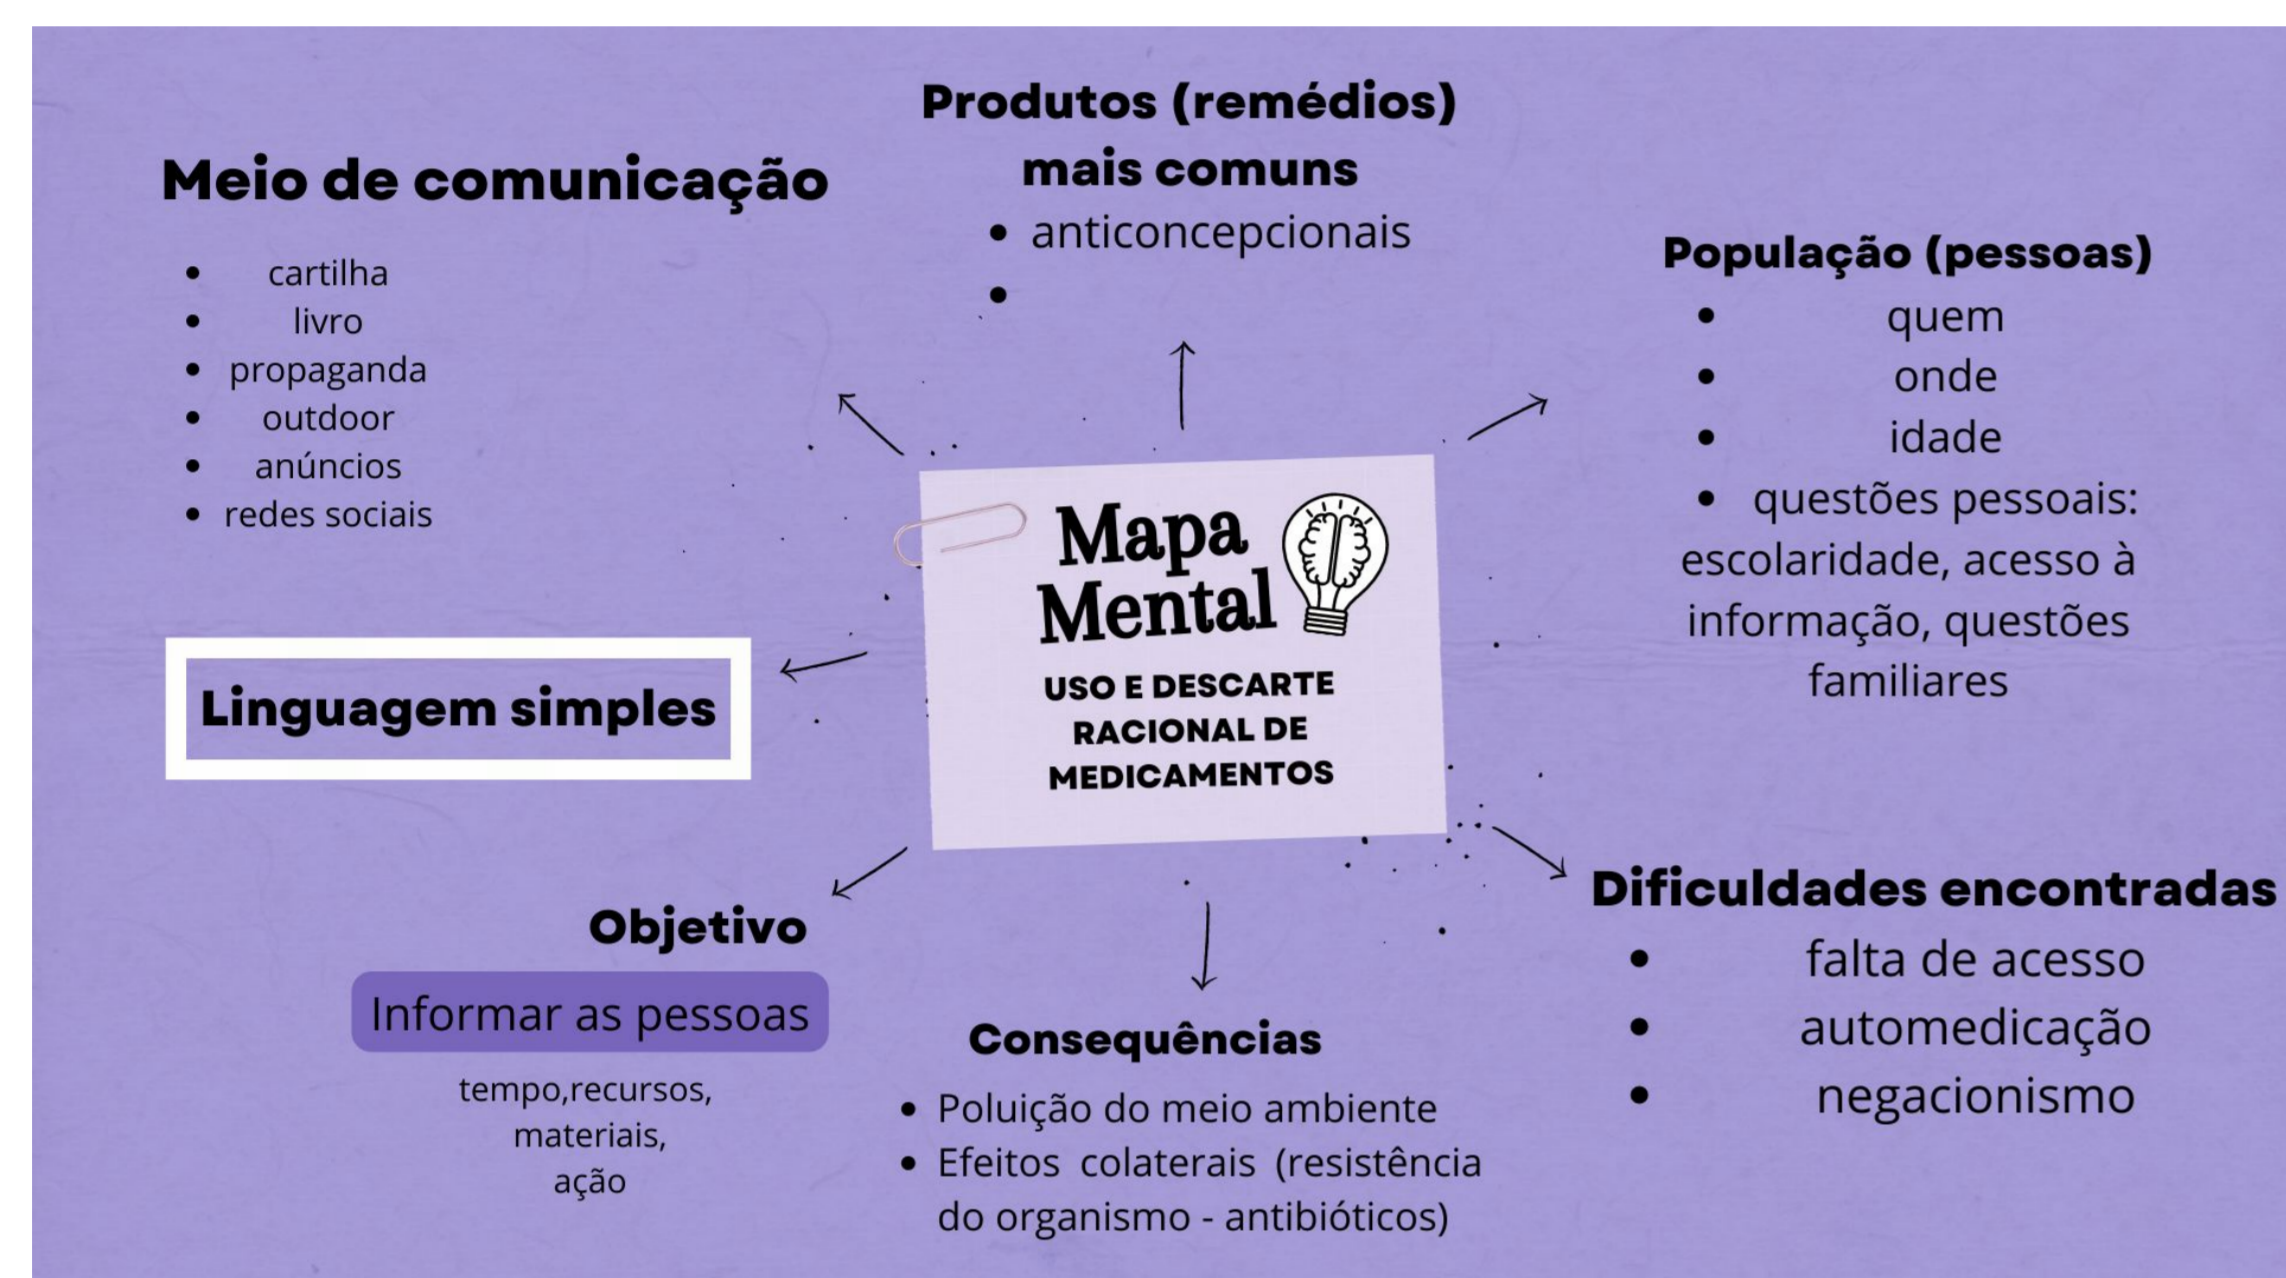 Produtos (remédios)
mais comuns
• anticoncepcionais
•
Meio de comunicação
• cartilha
• livro
• propaganda
• outdoor
• anúncios
• redes sociais
População (pessoas)
• quem
• onde
• idade
• questões pessoais:
escolaridade, acesso à
informação, questões
familiares
Mapa
Mental
USO E DESCARTE
RACIONAL DE
MEDICAMENTOS
Linguagem simples
Objetivo
Informar as pessoas
tempo,recursos,
materiais,
ação
Consequências
• Poluição do meio ambiente
• Efeitos colaterais (resistência
do organismo - antibióticos)
Dificuldades encontradas
• falta de acesso
• automedicação
• negacionismo